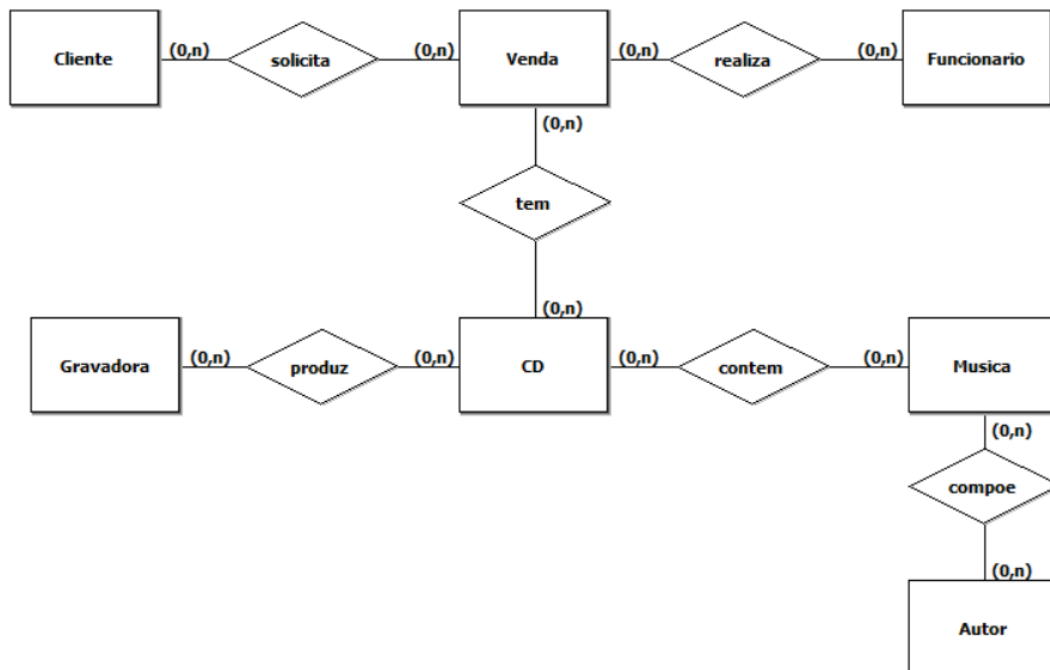 Cliente (0,n) solicita (0,n) Venda (0,n) realiza (0,n) Funcionario
(0,n)
tem
(0,n)
Gravadora (0,n) produz (0,n) CD (0,n) contem (0,n) Musica
(0,n)
compoe
(0,n)
Autor